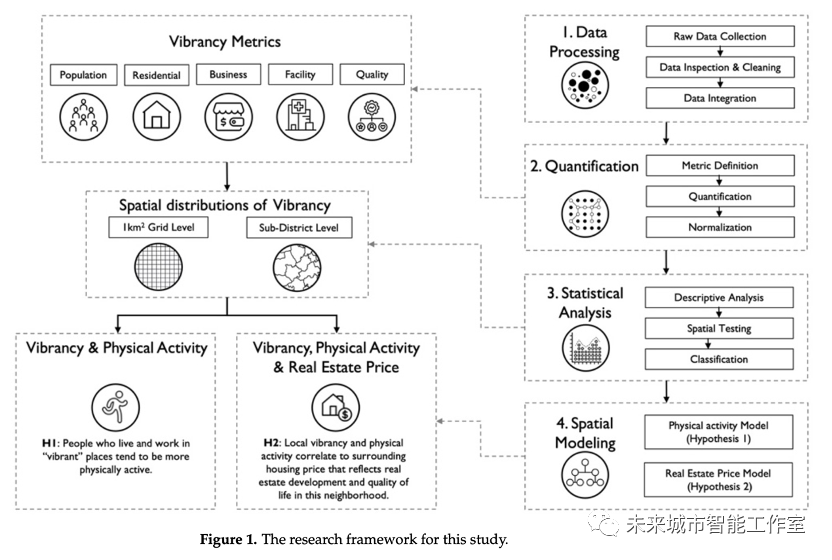 Vibrancy Metrics
Population
Residential
Business
Facility
Quality
Spatial distributions of Vibrancy
1km² Grid Level
Sub-District Level
Vibrancy & Physical Activity
H1: People who live and work in
"vibrant" places tend to be more
physically active.
Vibrancy, Physical Activity
& Real Estate Price
H2: Local vibrancy and physical
activity correlate to surrounding
housing price that reflects real
estate development and quality of
life in this neighborhood.
1. Data
Processing
Raw Data Collection
Data Inspection & Cleaning
Data Integration
2. Quantification
Metric Definition
Quantification
Normalization
3. Statistical
Analysis
Descriptive Analysis
Spatial Testing
Classification
4. Spatial
Modeling
Physical activity Model
(Hypothesis 1)
Real Estate Price Model
(Hypothesis 2)
未来城市智能工作室
Figure 1. The research framework for this study.